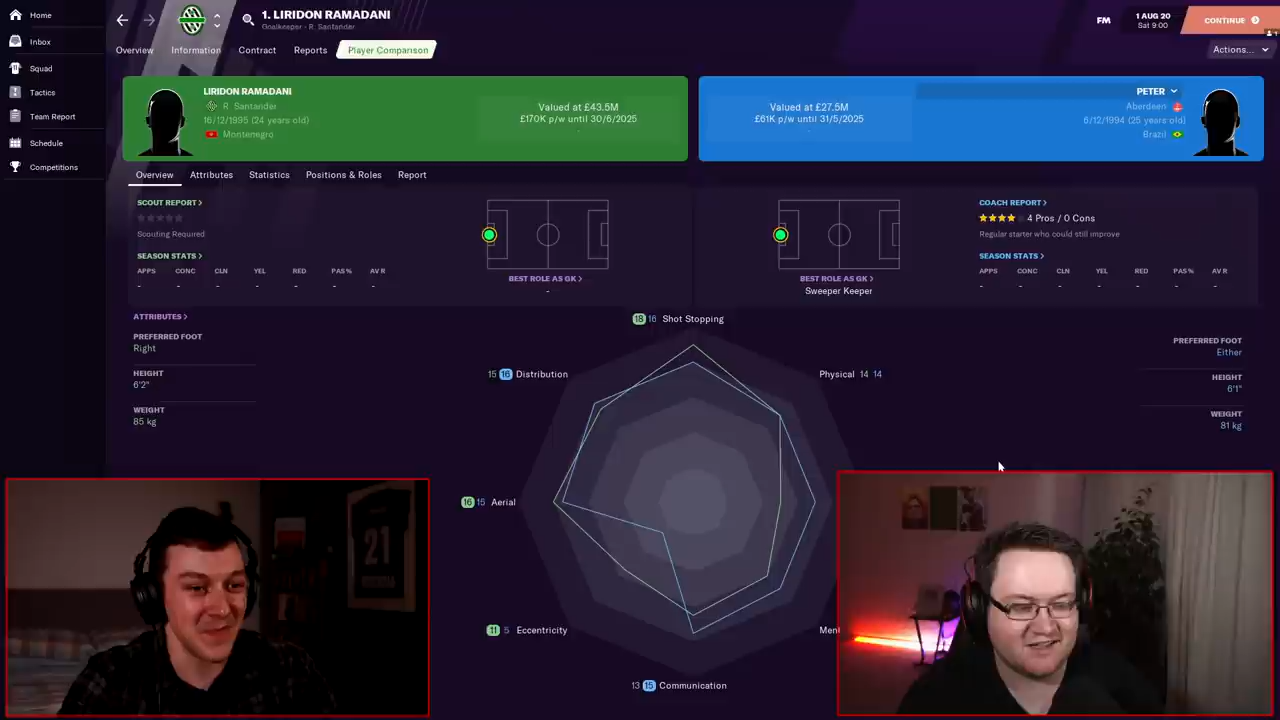 Home
Inbox
Squad
Tactics
Team Report
Schedule
Competitions
1. LIRIDON RAMADANI
Goalkeeper - R. Santander
FM
1 AUG 20
Sat 9:00
CONTINUE
1
Overview
Information
Contract
Reports
Player Comparison
Actions...
LIRIDON RAMADANI
R. Santander
16/12/1995 (24 years old)
Montenegro
Valued at £43.5M
£170K p/w until 30/6/2025
-
Valued at £27.5M
£61K p/w until 31/5/2025
-
PETER
Aberdeen
6/12/1994 (25 years old)
Brazil
Overview
Attributes
Statistics
Positions & Roles
Report
SCOUT REPORT >
Scouting Required
SEASON STATS >
APPS CONC CLN YEL RED PAS% AV R
- - - - - - -
BEST ROLE AS GK >
-
BEST ROLE AS GK >
Sweeper Keeper
COACH REPORT >
4 Pros / 0 Cons
Regular starter who could still improve
SEASON STATS >
APPS CONC CLN YEL RED PAS% AV R
- - - - - - -
ATTRIBUTES >
PREFERRED FOOT
Right
HEIGHT
6'2"
WEIGHT
85 kg
18 16 Shot Stopping
15 16 Distribution
Physical 14 14
16 15 Aerial
11 5 Eccentricity
Men
13 15 Communication
PREFERRED FOOT
Either
HEIGHT
6'1"
WEIGHT
81 kg
21